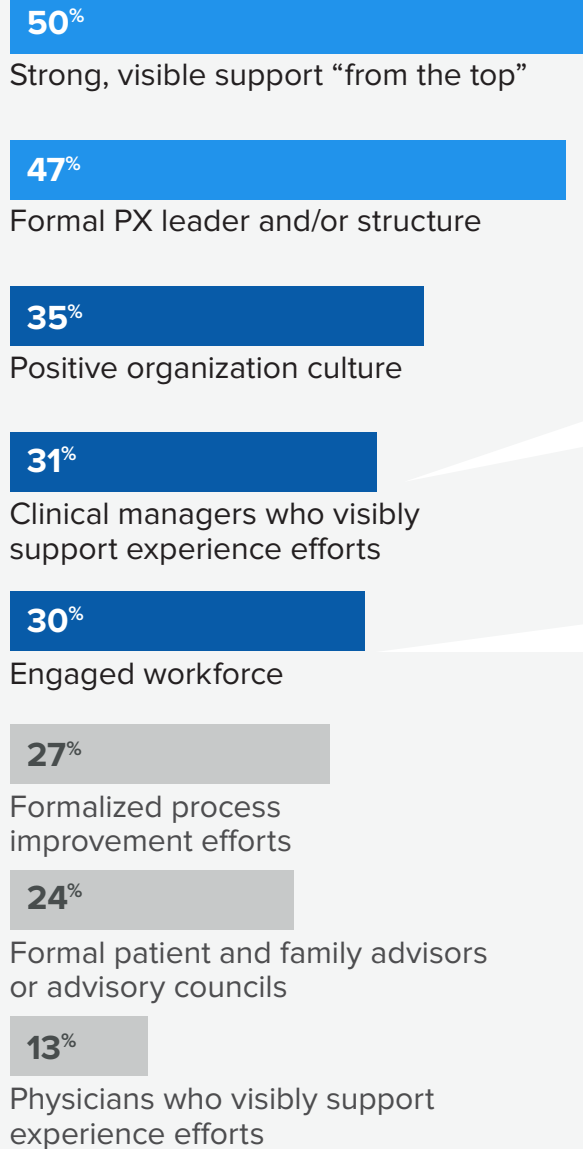 50%
Strong, visible support “from the top”
47%
Formal PX leader and/or structure
35%
Positive organization culture
31%
Clinical managers who visibly
support experience efforts
30%
Engaged workforce
27%
Formalized process
improvement efforts
24%
Formal patient and family advisors
or advisory councils
13%
Physicians who visibly support
experience efforts